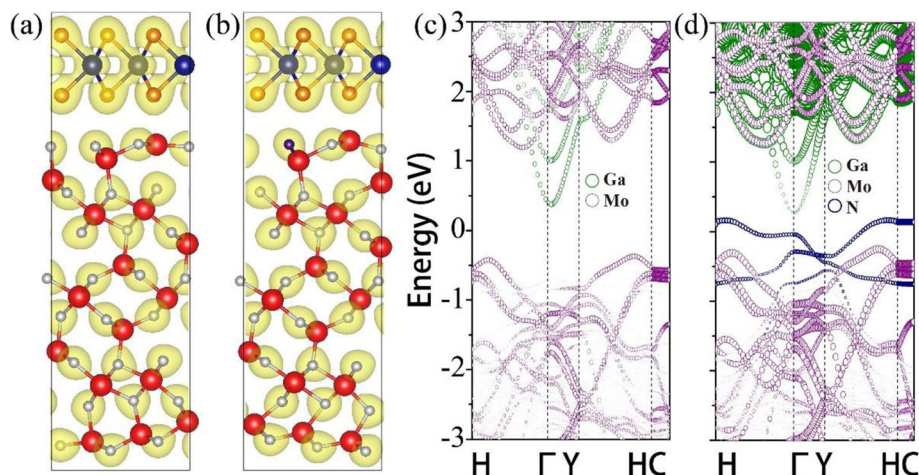 (a)
(b)
(c)
(d)
Energy (eV)
3
2
1
0
-1
-2
-3
Ga
Mo
Ga
Mo
N
H Γ Y H C
H Γ Y H C